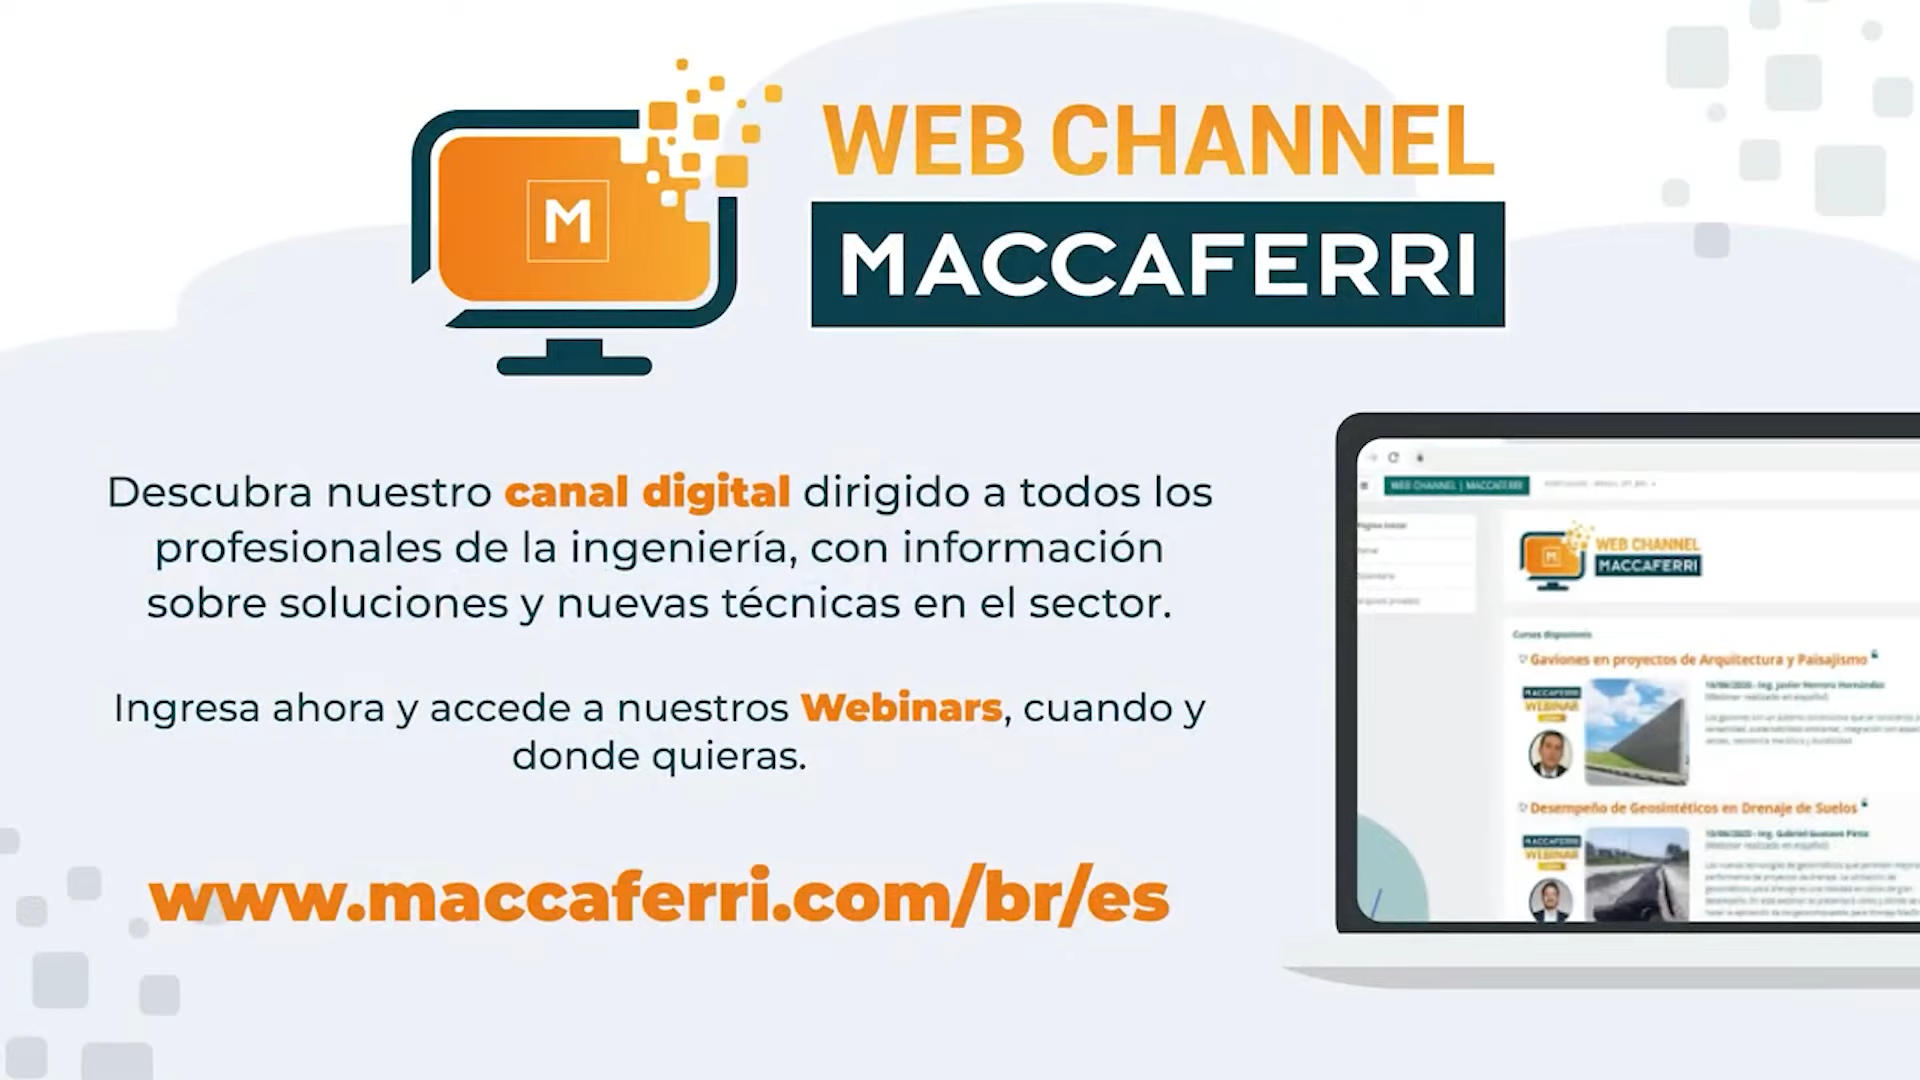 M
WEB CHANNEL
MACCAFERRI
Descubra nuestro canal digital dirigido a todos los
profesionales de la ingeniería, con información
sobre soluciones y nuevas técnicas en el sector.
Ingresa ahora y accede a nuestros Webinars, cuando y
donde quieras.
www.maccaferri.com/br/es
WEB CHANNEL | MACCAFERRI
WEB CHANNEL
MACCAFERRI
Gaviones en proyectos de Arquitectura y Paisajismo
MACCAFERRI
WEBINAR
Desempeño de Geosintéticos en Drenaje de Suelos
MACCAFERRI
WEBINAR